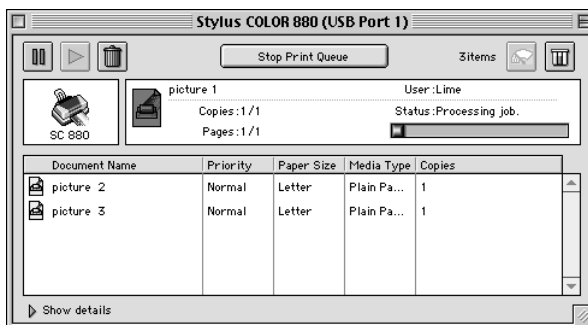 Stylus COLOR 880 (USB Port 1)
Stop Print Queue
3items
picture 1
User:Lime
Copies:1/1
Status:Processing job.
Pages:1/1
SC 880
Document Name Priority Paper Size Media Type Copies
picture 2 Normal Letter Plain Pa... 1
picture 3 Normal Letter Plain Pa... 1
Show details